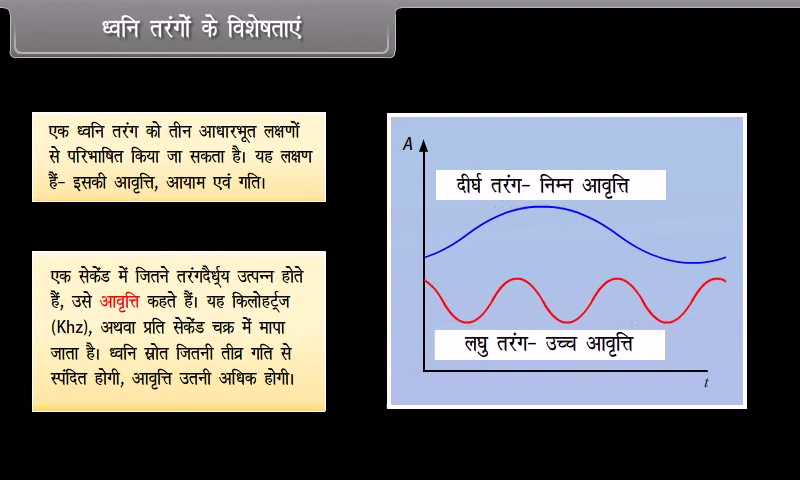 ध्वनि तरंगों के विशेषताएं
एक ध्वनि तरंग को तीन आधारभूत लक्षणों
से परिभाषित किया जा सकता है। यह लक्षण
हैं- इसकी आवृत्ति, आयाम एवं गति।
एक सेकेंड में जितने तरंगदैर्ध्य उत्पन्न होते
हैं, उसे आवृत्ति कहते हैं। यह किलोहर्ट्ज
(Khz), अथवा प्रति सेकेंड चक्र में मापा
जाता है। ध्वनि स्रोत जितनी तीव्र गति से
स्पंदित होगी, आवृत्ति उतनी अधिक होगी।
A
दीर्घ तरंग- निम्न आवृत्ति
लघु तरंग- उच्च आवृत्ति
t